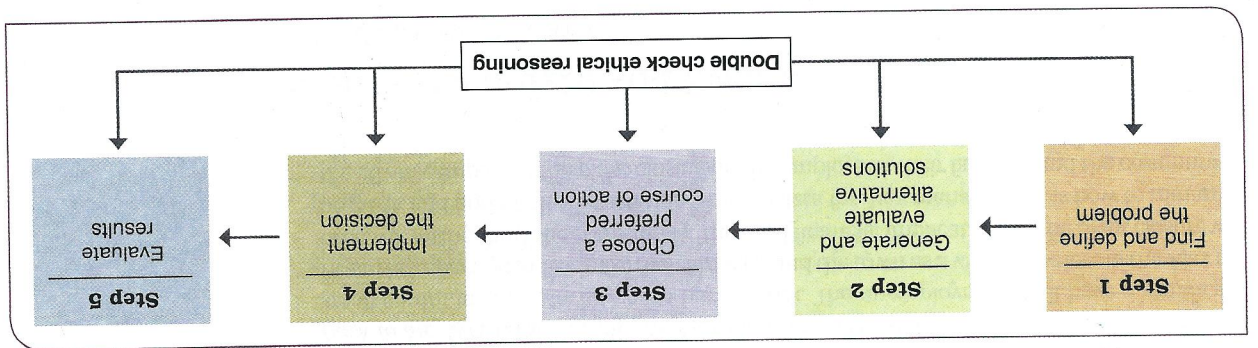 Step 1
Find and define
the problem
Step 2
Generate and
evaluate
alternative
solutions
Step 3
Choose a
preferred
course of action
Step 4
Implement
the decision
Step 5
Evaluate
results
Double check ethical reasoning